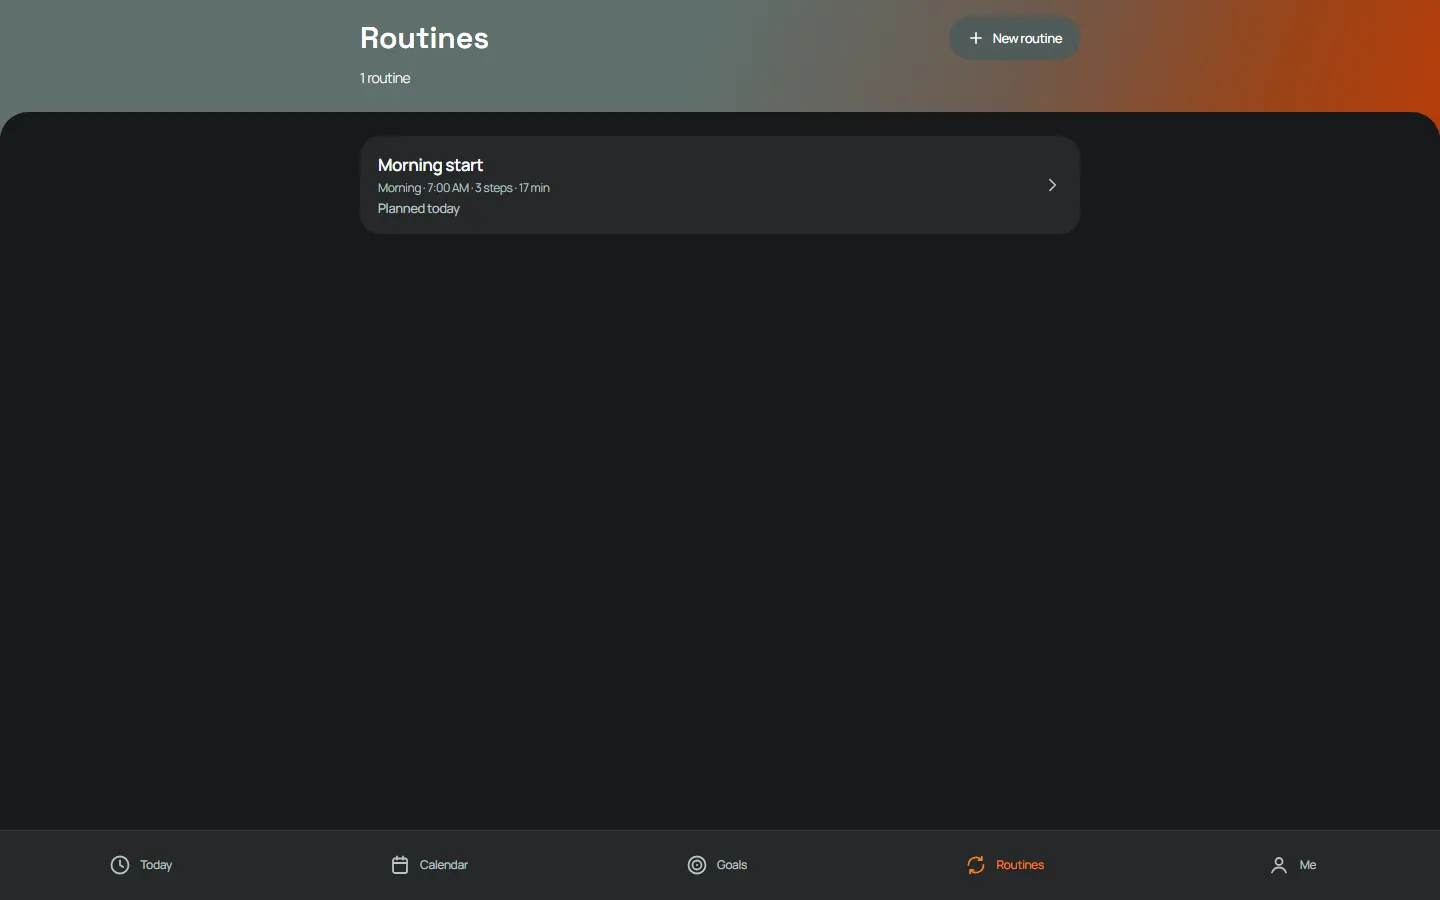 Routines
New routine
1 routine
Morning start
Morning · 7:00 AM · 3 steps · 17 min
Planned today
Today
Calendar
Goals
Routines
Me